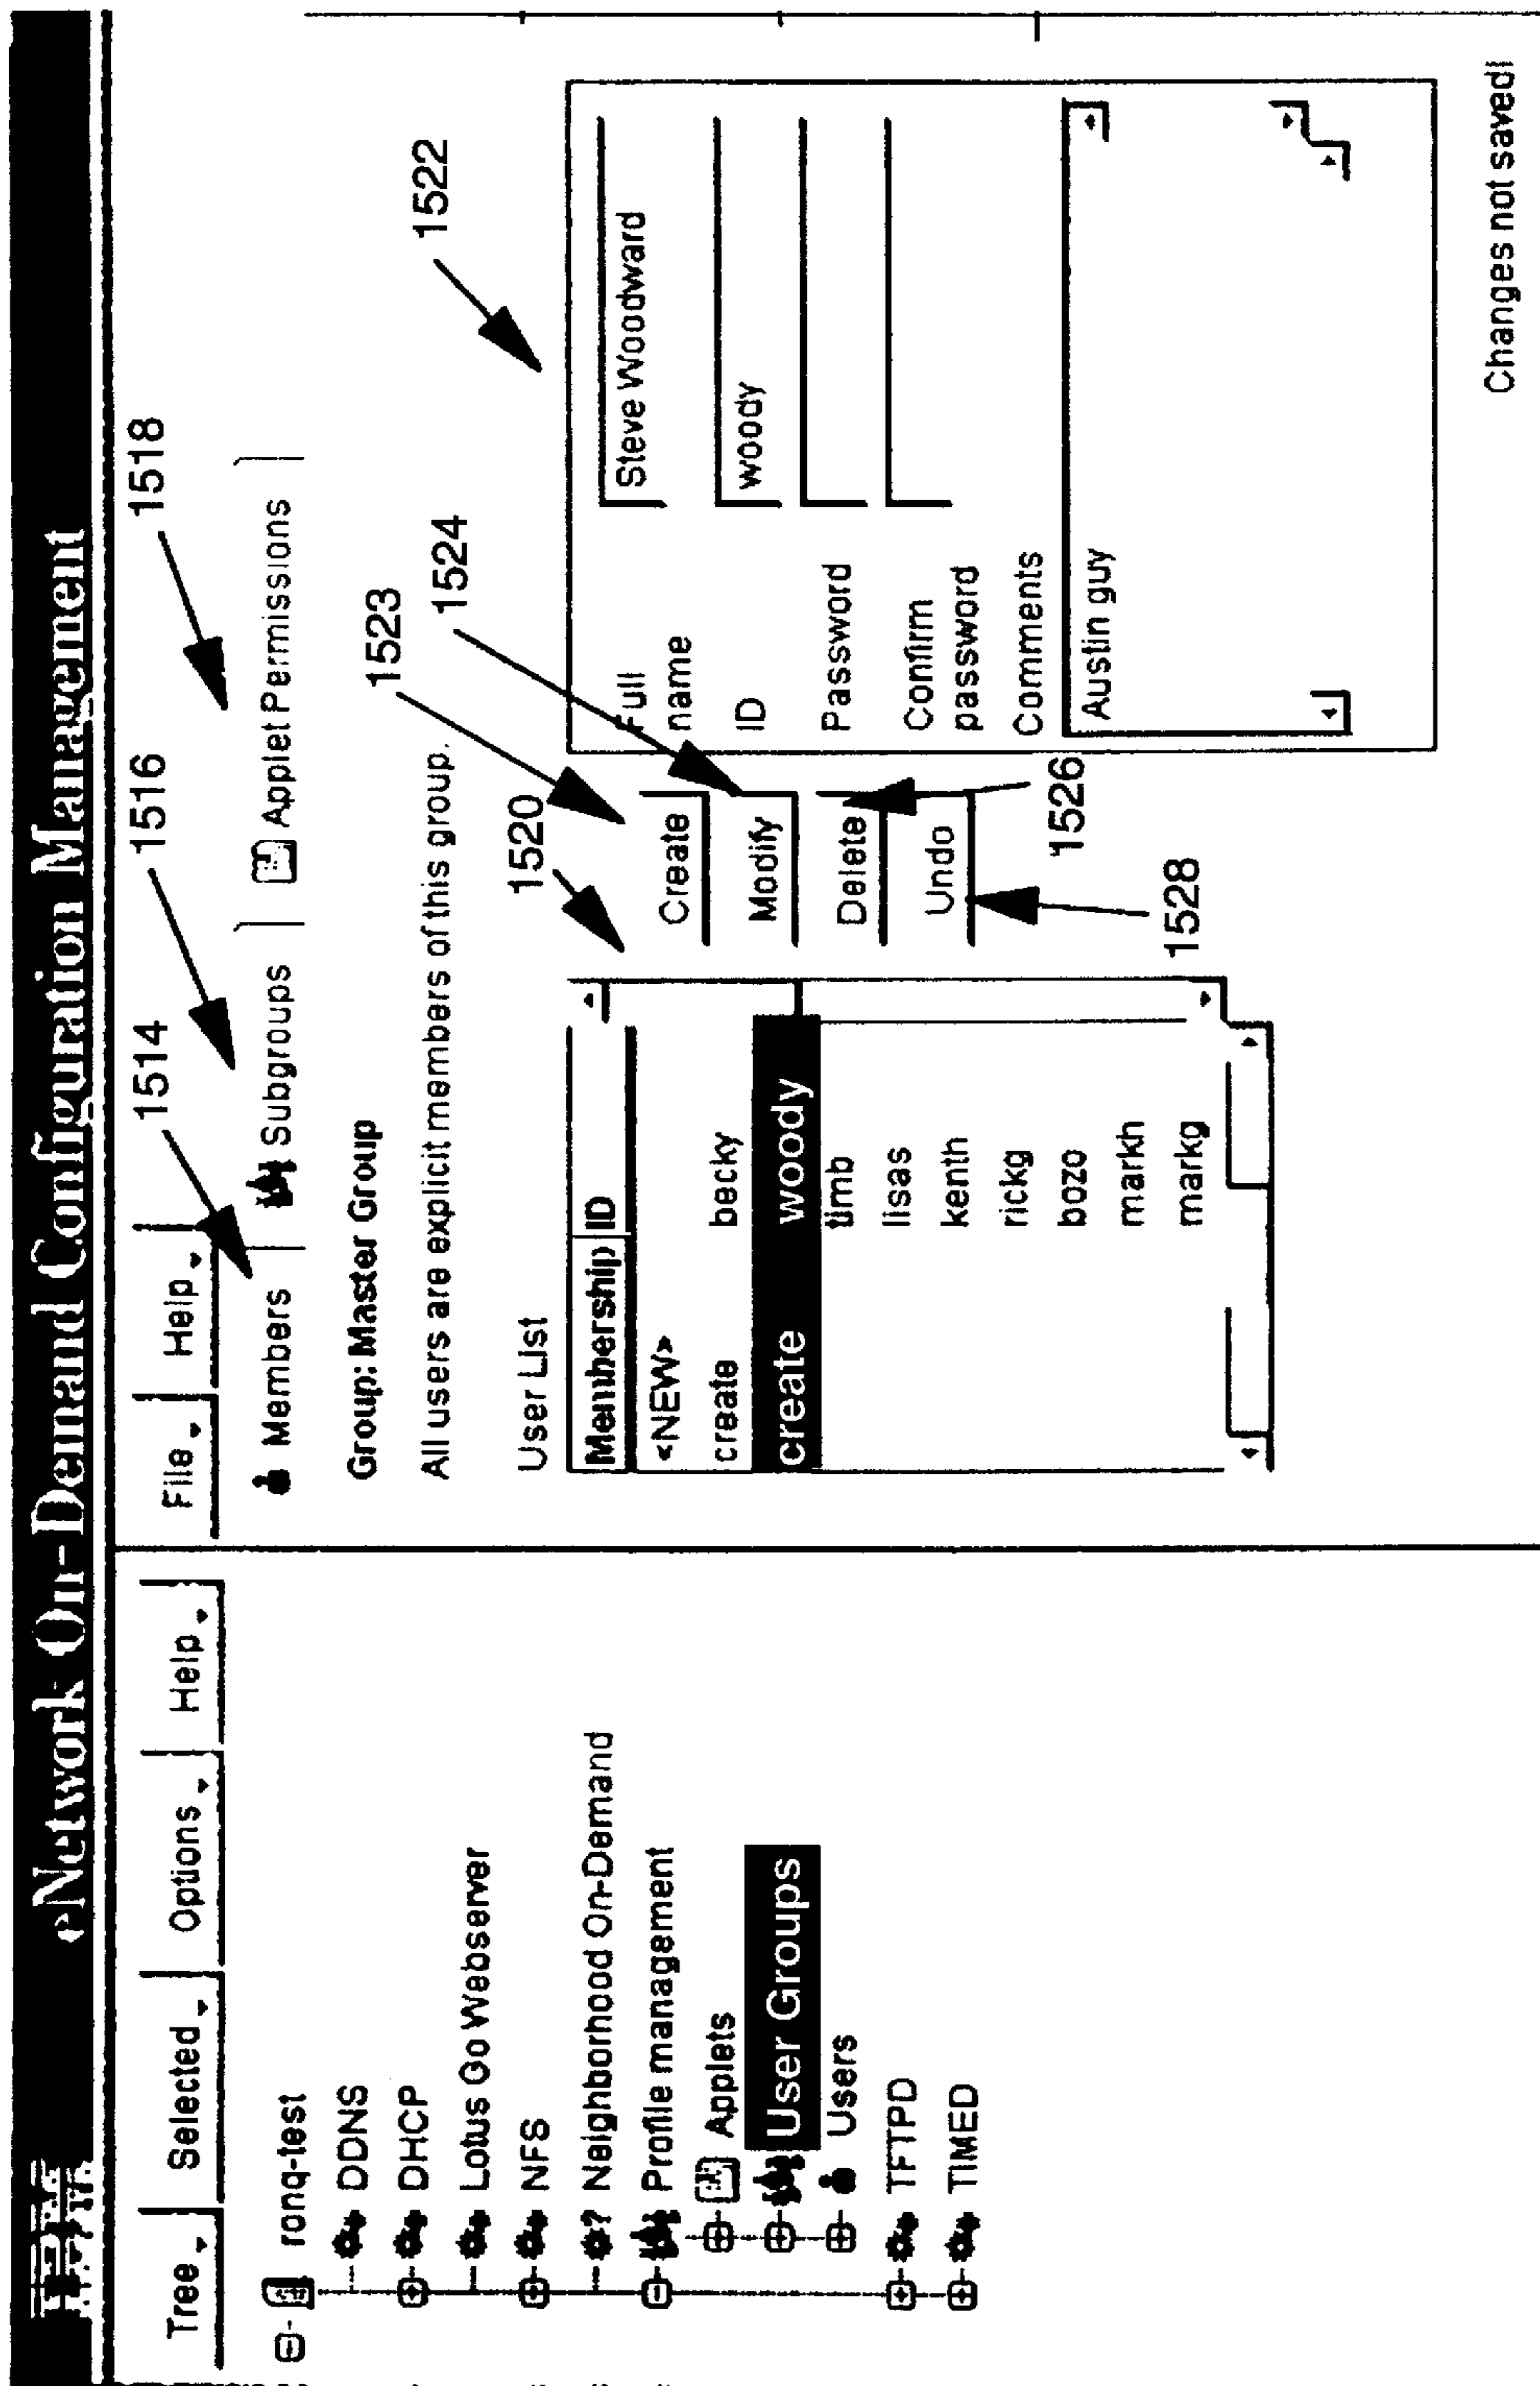 IBM eNetwork On-Demand Configuration Management
Tree Selected Options Help
ronq-test
DDNS
DHCP
Lotus Go Webserver
NFS
? Neighborhood On-Demand
Profile management
Applets
User Groups
Users
TFTPD
TIMED
File Help
1514
1516
1518
Members Subgroups Applet Permissions
Group: Master Group
All users are explicit members of this group.
User List
Membership ID
<NEW>
create becky
create woody
timb
lisas
kenth
rickg
bozo
markh
markg
1520
1523
1524
Create
Modify
Delete
Undo
1526
1528
1522
Full name Steve Woodward
ID woody
Password
Confirm password
Comments
Austin guy
Changes not saved!